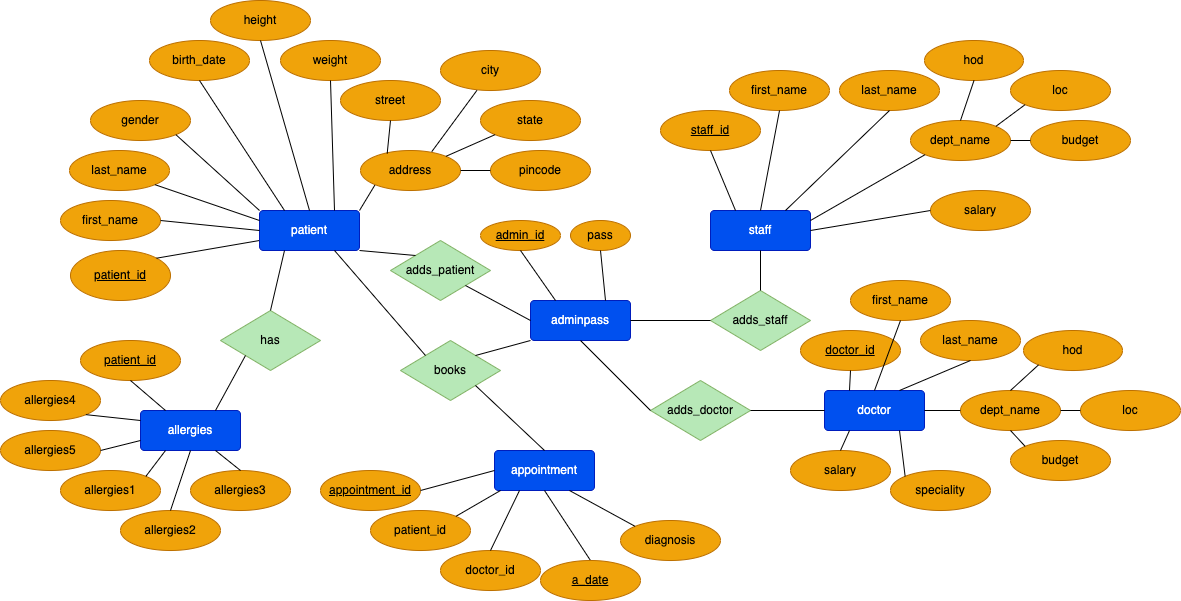 height
birth_date
weight
city
hod
street
first_name
last_name
loc
gender
state
staff_id
dept_name
budget
last_name
address
pincode
first_name
patient
admin_id
pass
staff
salary
patient_id
adds_patient
first_name
adminpass
adds_staff
has
doctor_id
last_name
hod
patient_id
books
allergies4
adds_doctor
doctor
dept_name
loc
allergies
allergies5
appointment
salary
budget
allergies1
allergies3
appointment_id
speciality
allergies2
patient_id
diagnosis
doctor_id
a_date